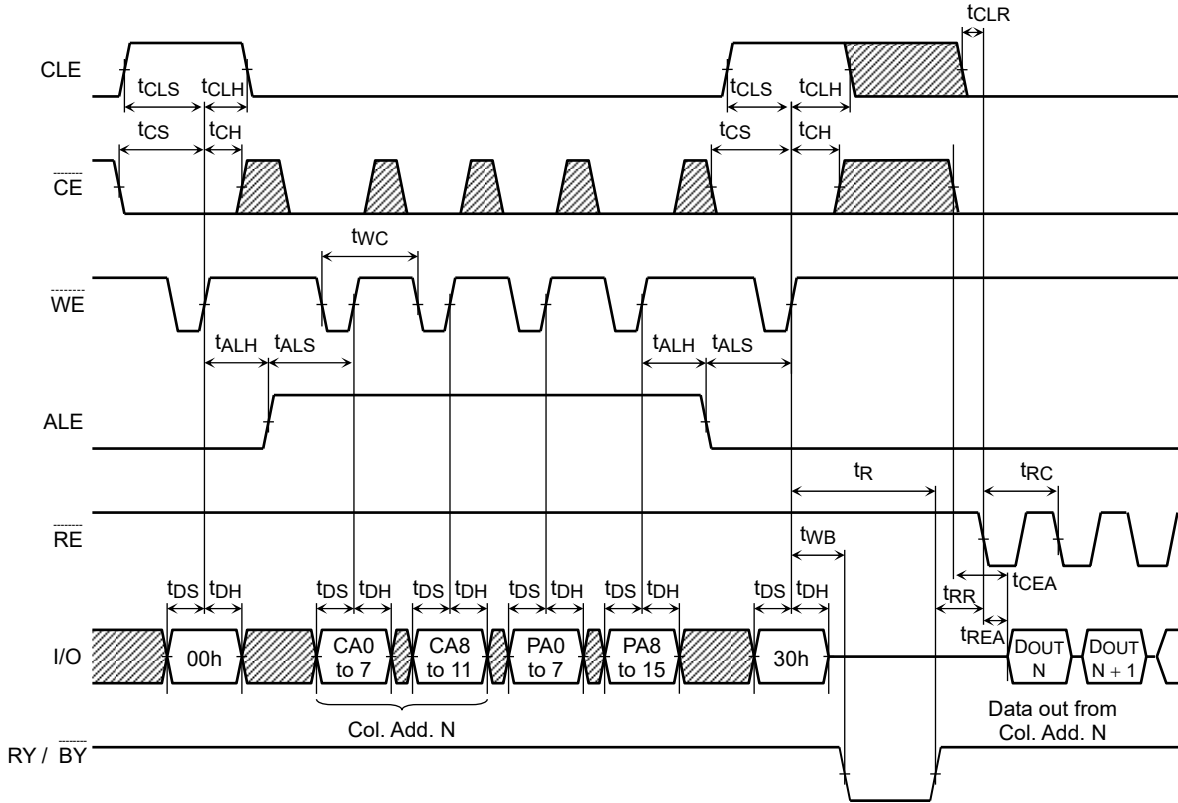 tCLR
CLE
tCLS tCLH tCLS tCLH
tCS tCH tCS tCH
CE
tWC
WE
tALH tALS tALH tALS
ALE
tR tRC
RE
tWB
tDS tDH tDS tDH tDS tDH tDS tDH tDS tDH tDS tDH tRR tCEA
tREA
I/O 00h CA0 to 7 CA8 to 11 PA0 to 7 PA8 to 15 30h DOUT N DOUT N + 1
Col. Add. N
Data out from
Col. Add. N
RY / BY